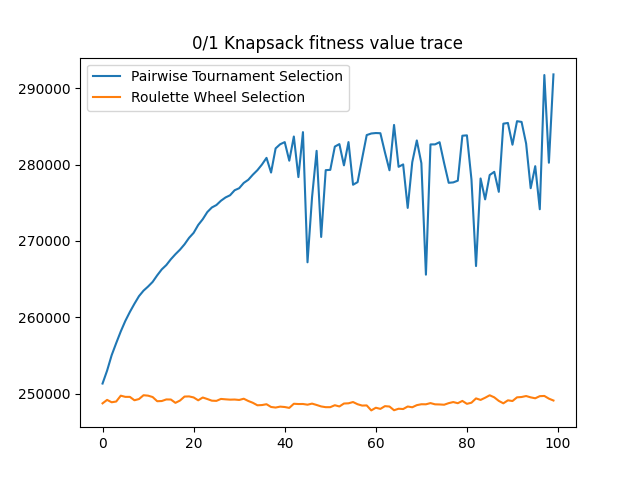 0/1 Knapsack fitness value trace
Pairwise Tournament Selection
Roulette Wheel Selection
290000
280000
270000
260000
250000
0 20 40 60 80 100